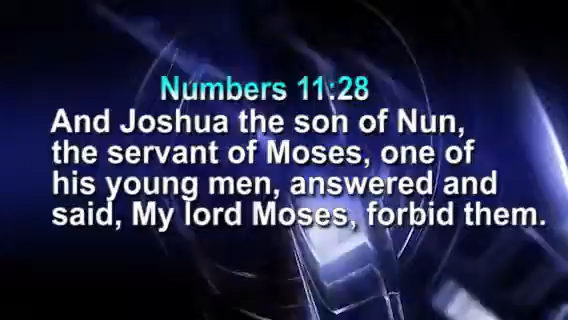 Numbers 11:28
And Joshua the son of Nun,
the servant of Moses, one of
his young men, answered and
said, My lord Moses, forbid them.